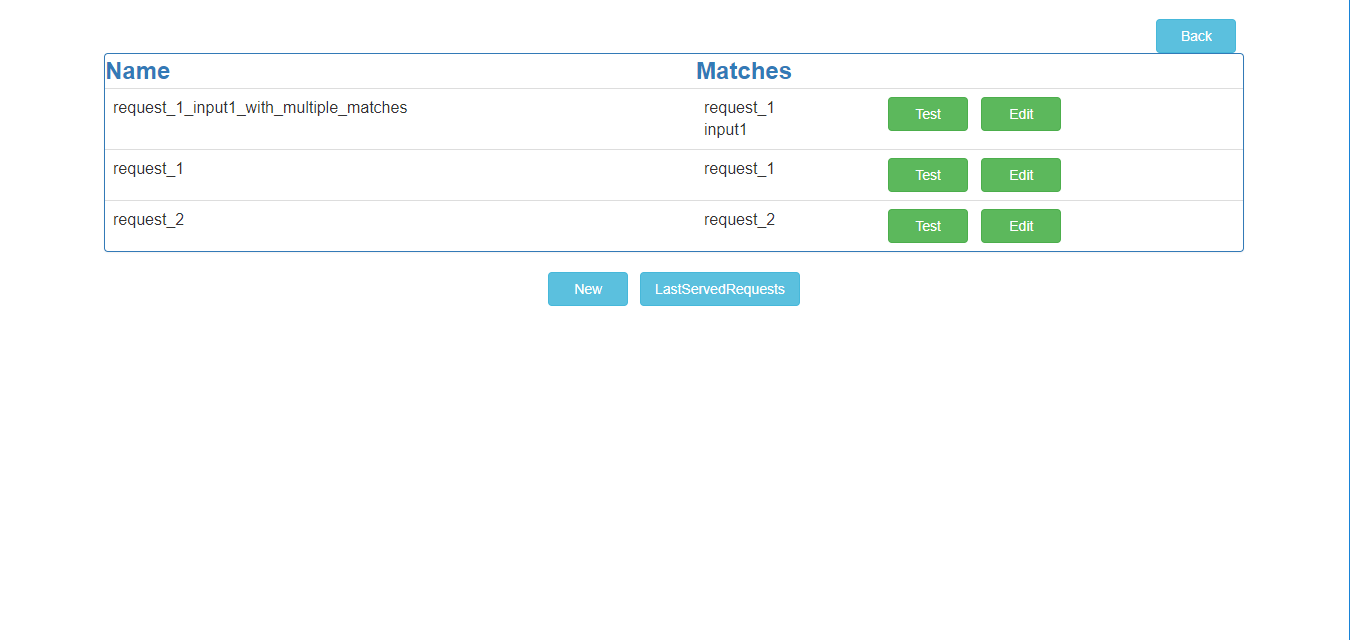 Back
Name Matches
request_1_input1_with_multiple_matches request_1 Test Edit
input1
request_1 request_1 Test Edit
request_2 request_2 Test Edit
New LastServedRequests